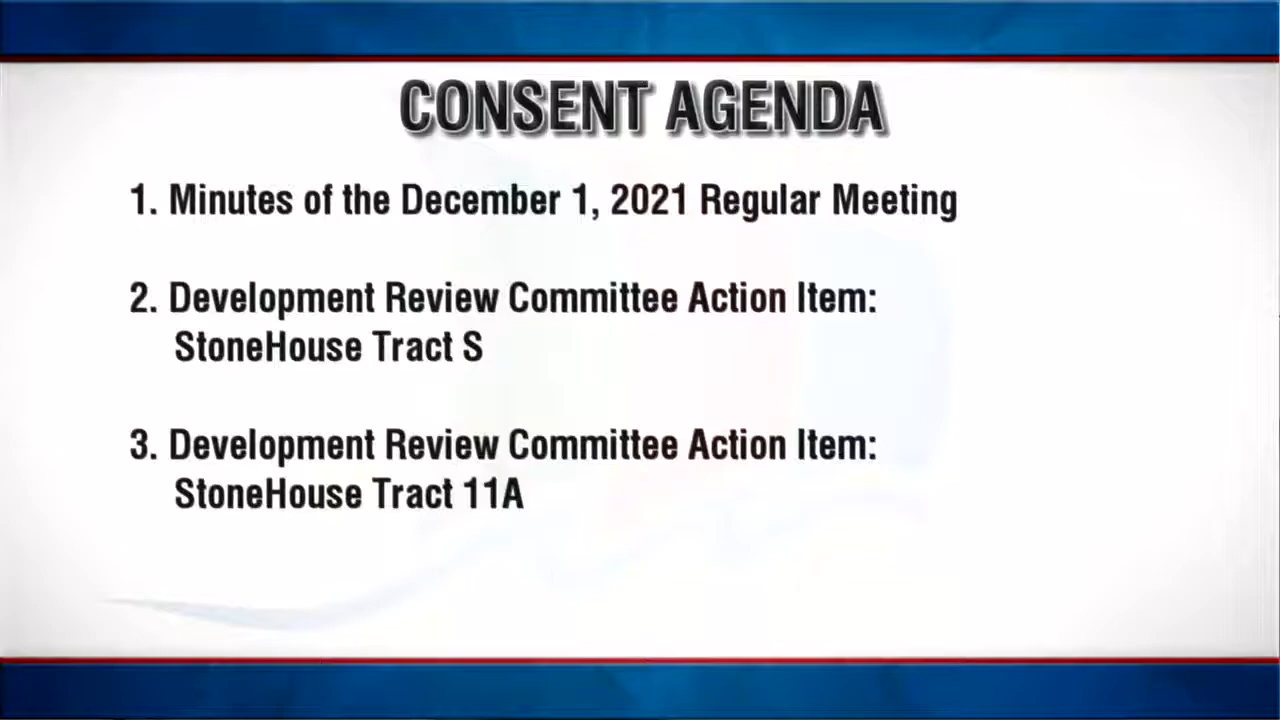 CONSENT AGENDA
1. Minutes of the December 1, 2021 Regular Meeting
2. Development Review Committee Action Item:
StoneHouse Tract S
3. Development Review Committee Action Item:
StoneHouse Tract 11A